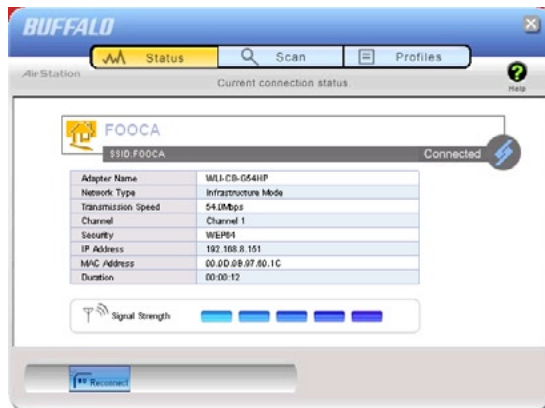 BUFFALO
Status
Scan
Profiles
AirStation
Current connection status
Help
FOOCA
SSID:FOOCA
Connected
Adapter Name WLI-CB-G54HP
Network Type Infrastructure Mode
Transmission Speed 54.0Mbps
Channel Channel 1
Security WEP64
IP Address 192.168.8.151
MAC Address 00.0D.0B.97.60.1C
Duration 00:00:12
Signal Strength
Reconnect